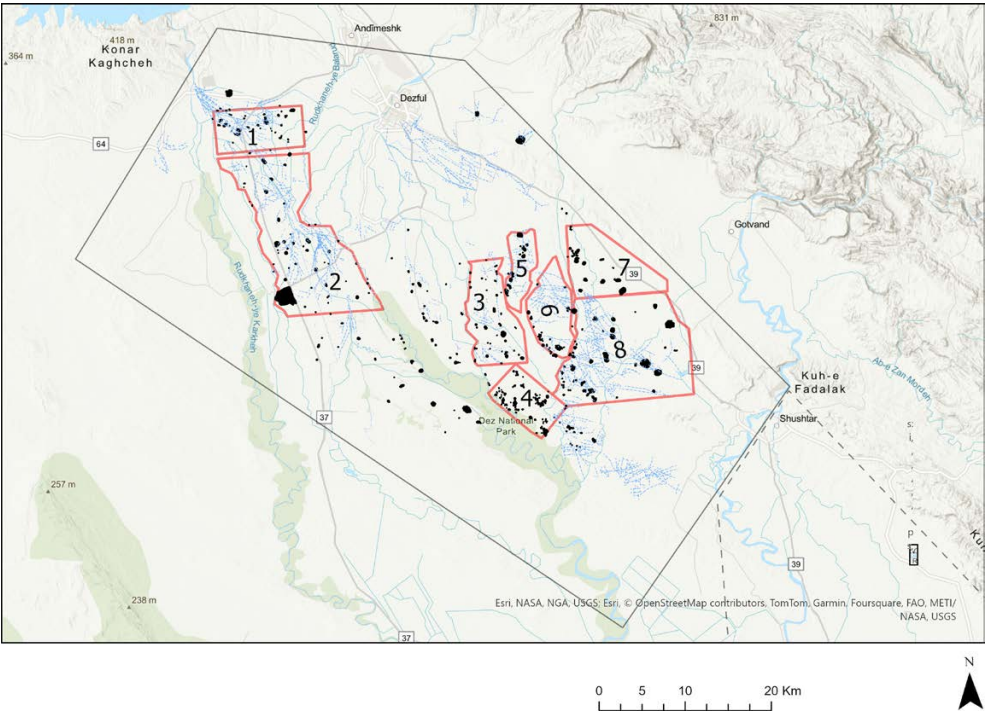 831 m
Andīmeshk
418 m
Konar
Kaghcheh
364 m
Rudkhaneh-ye Balarud
Dezful
64
1
Gotvand
5
7
39
2
3
6
8
Rudkhaneh-ye Karkheh
39
Kuh-e
Fadalak
Ab-e Zan Mordeh
4
37
Dez National
Park
Shushtar
257 m
39
238 m
Esri, NASA, NGA, USGS; Esri, © OpenStreetMap contributors, TomTom, Garmin, Foursquare, FAO, METI/
NASA, USGS
37
N
0 5 10 20 Km